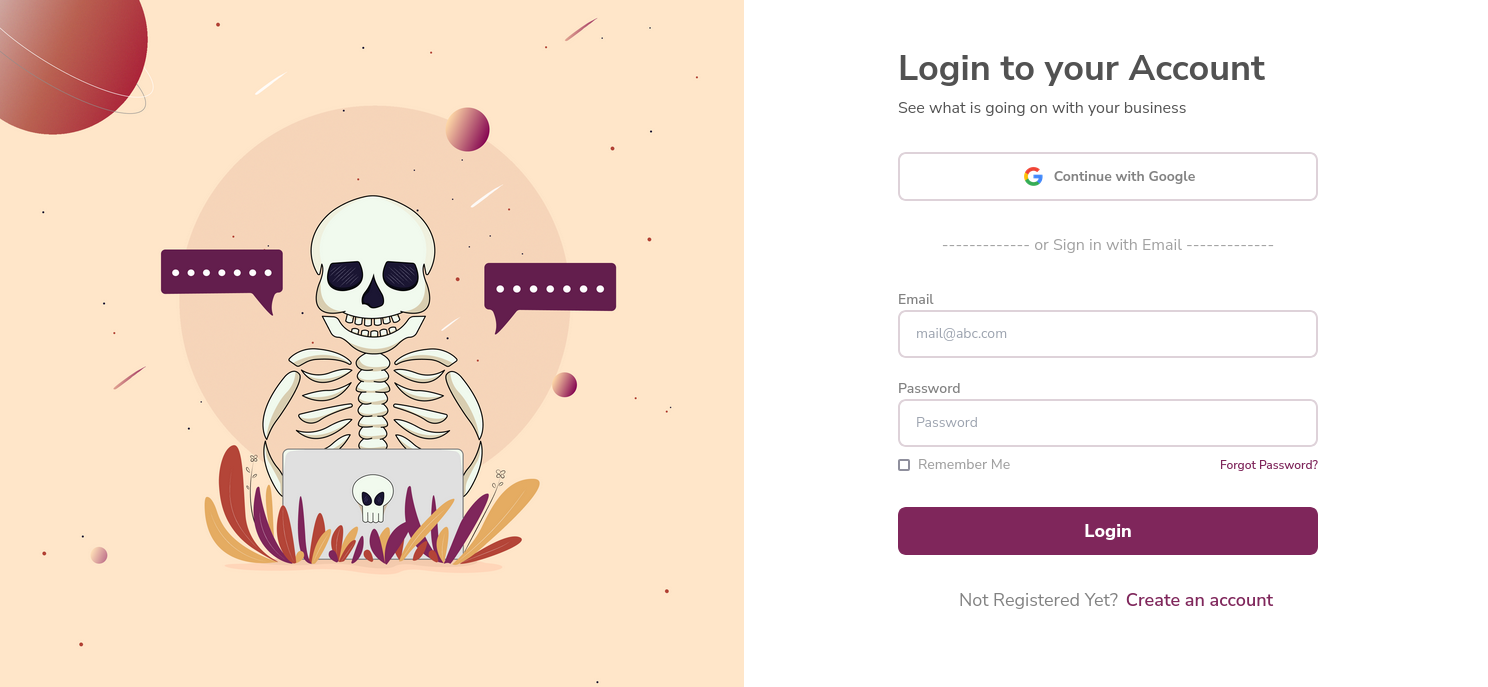 Login to your Account
See what is going on with your business
Continue with Google
------------- or Sign in with Email -------------
Email
mail@abc.com
Password
Password
Remember Me
Forgot Password?
Login
Not Registered Yet? Create an account